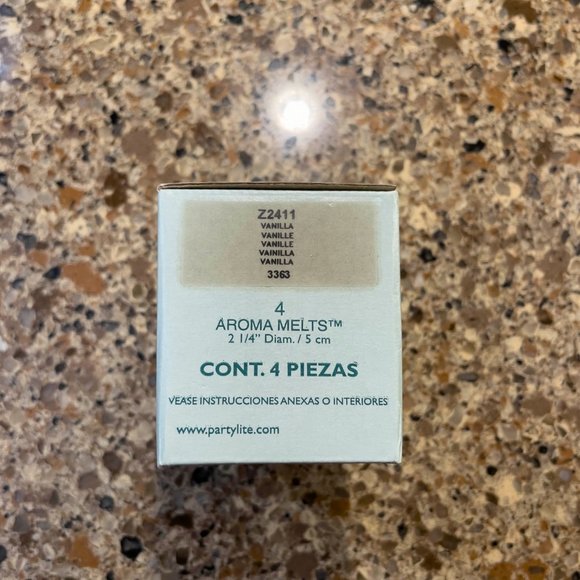 Z2411
VANILLA
VANILLE
VANILLE
VAINILLA
VANILLA
3363
4
AROMA MELTS™
2 1/4" Diam. / 5 cm
CONT. 4 PIEZAS
VEASE INSTRUCCIONES ANEXAS O INTERIORES
www.partylite.com